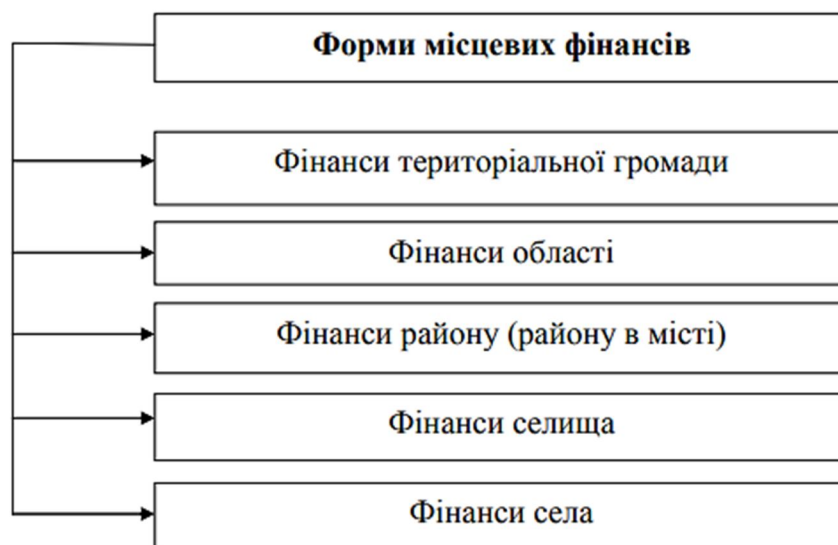 Форми місцевих фінансів
Фінанси територіальної громади
Фінанси області
Фінанси району (району в місті)
Фінанси селища
Фінанси села